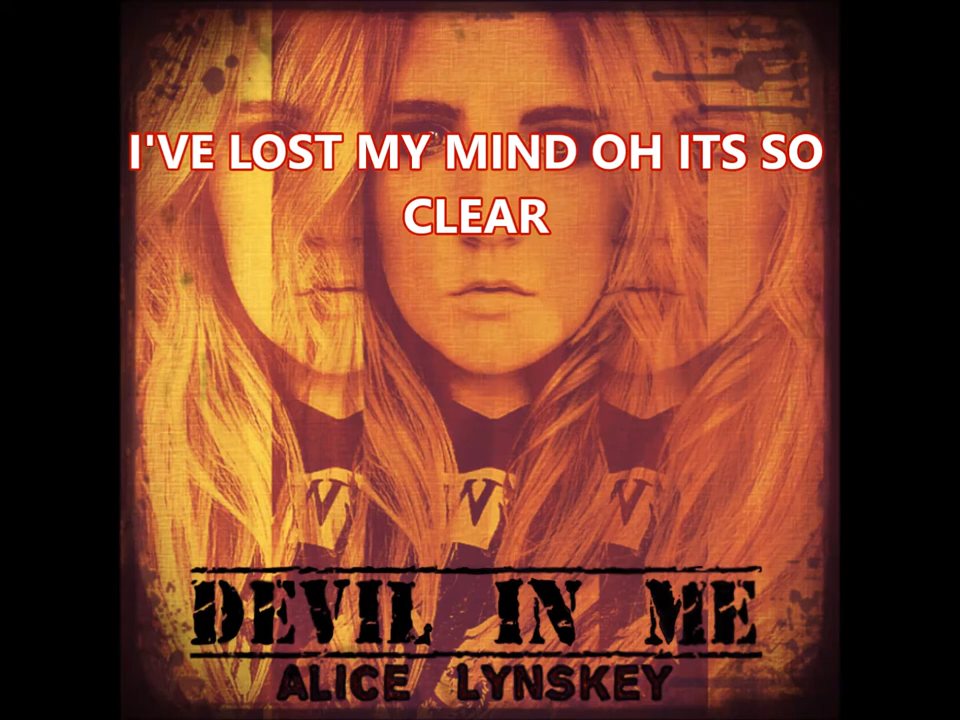 I'VE LOST MY MIND OH ITS SO
CLEAR
V V V
DEVIL IN ME
ALICE LYNSKEY